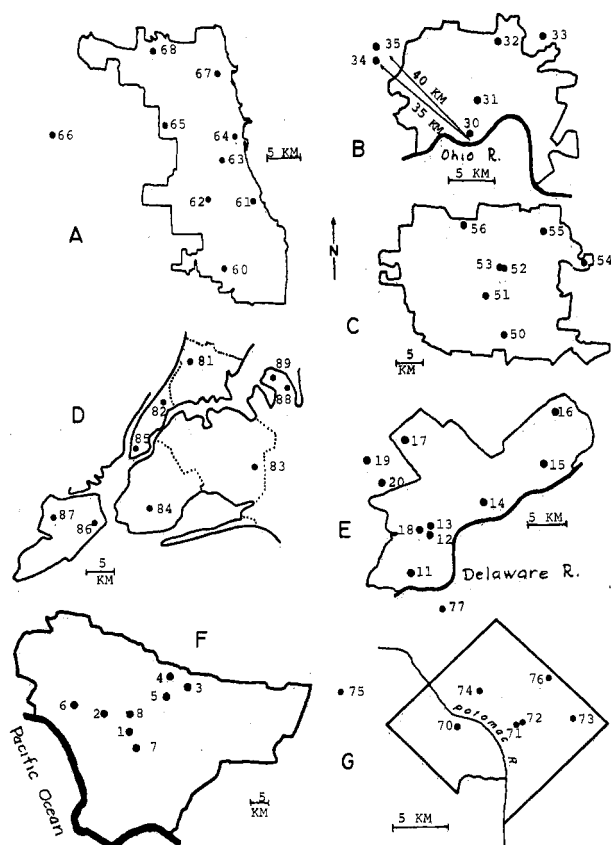 68
67
66
65
64
63
62
61
60
5 KM
A
35
34
33
32
40 KM
35 KM
31
30
Ohio R.
5 KM
B
N
56
55
54
53
52
51
50
C
5
KM
81
89
88
82
D
85
83
84
87
86
5
KM
16
17
19
20
15
14
13
18
12
E
5 KM
11
Delaware R.
77
F
4
3
5
6
2
8
1
7
Pacific Ocean
5
KM
76
75
74
Potomac R.
73
72
71
70
G
5 KM